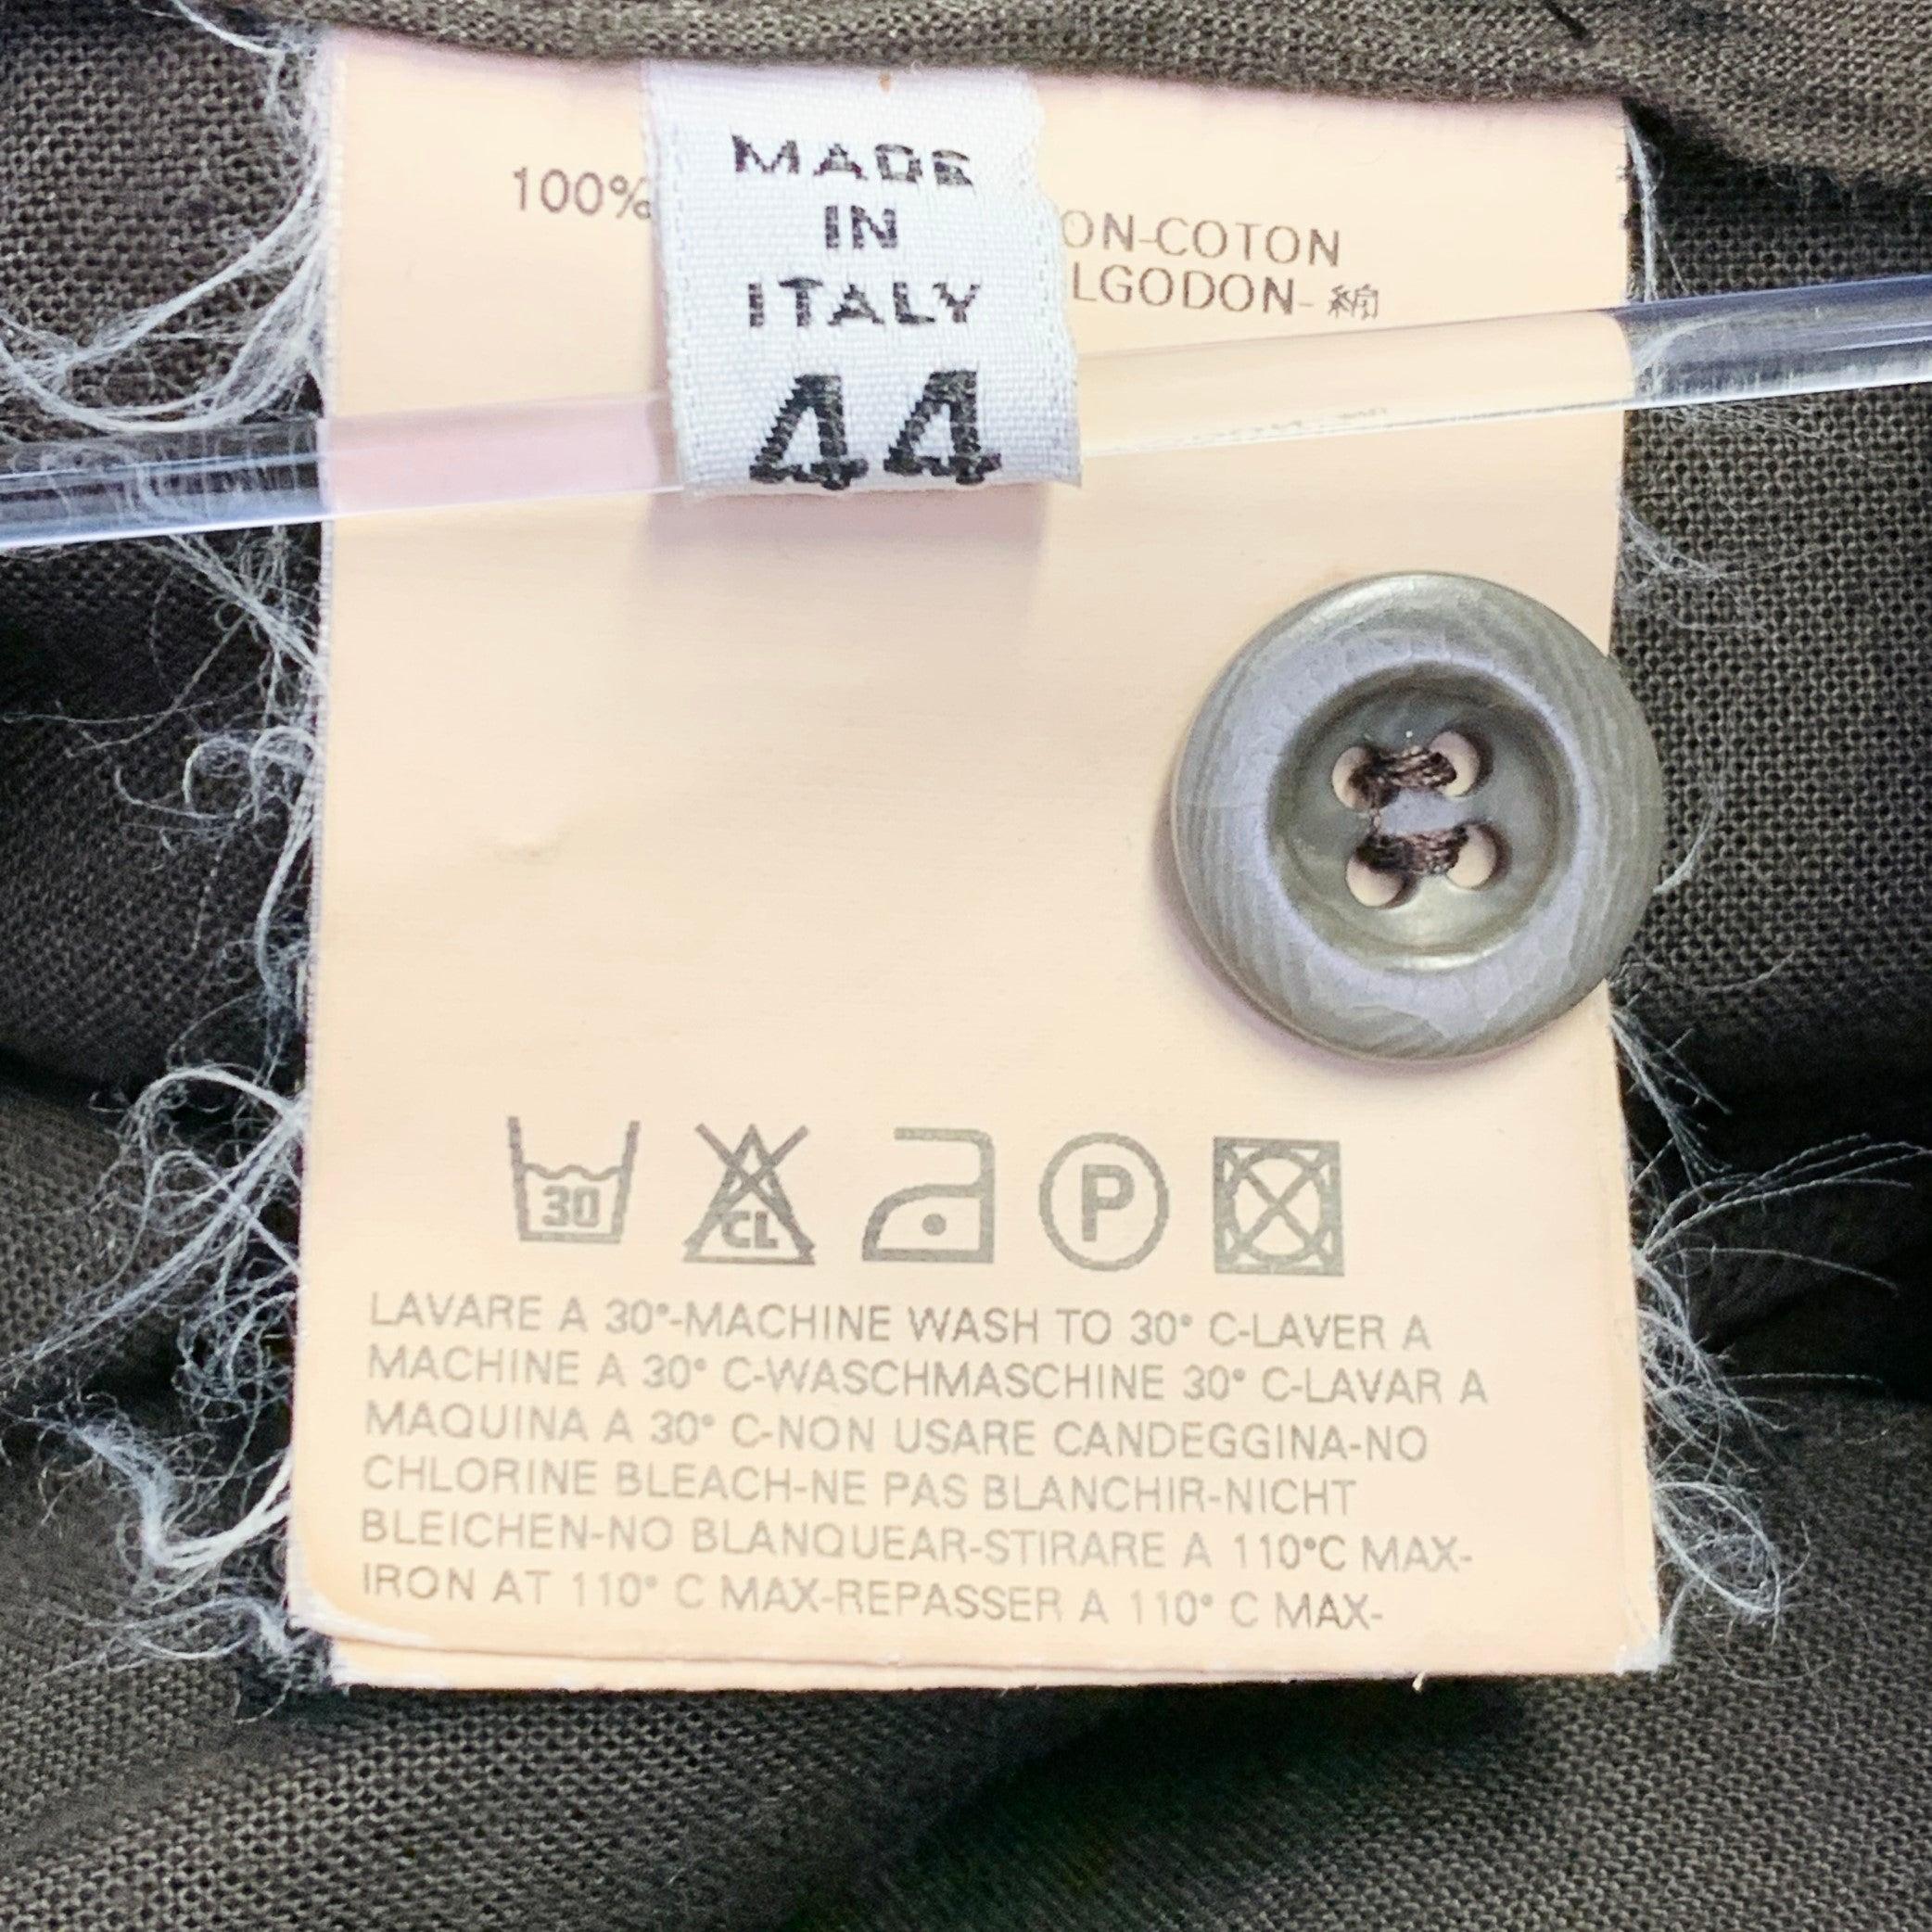 MADE
IN
ITALY
44
100%
ON-COTON
LGODON-綿
30
CL
P
LAVARE A 30°-MACHINE WASH TO 30° C-LAVER A
MACHINE A 30° C-WASCHMASCHINE 30° C-LAVAR A
MAQUINA A 30° C-NON USARE CANDEGGINA-NO
CHLORINE BLEACH-NE PAS BLANCHIR-NICHT
BLEICHEN-NO BLANQUEAR-STIRARE A 110°C MAX-
IRON AT 110° C MAX-REPASSER A 110° C MAX-